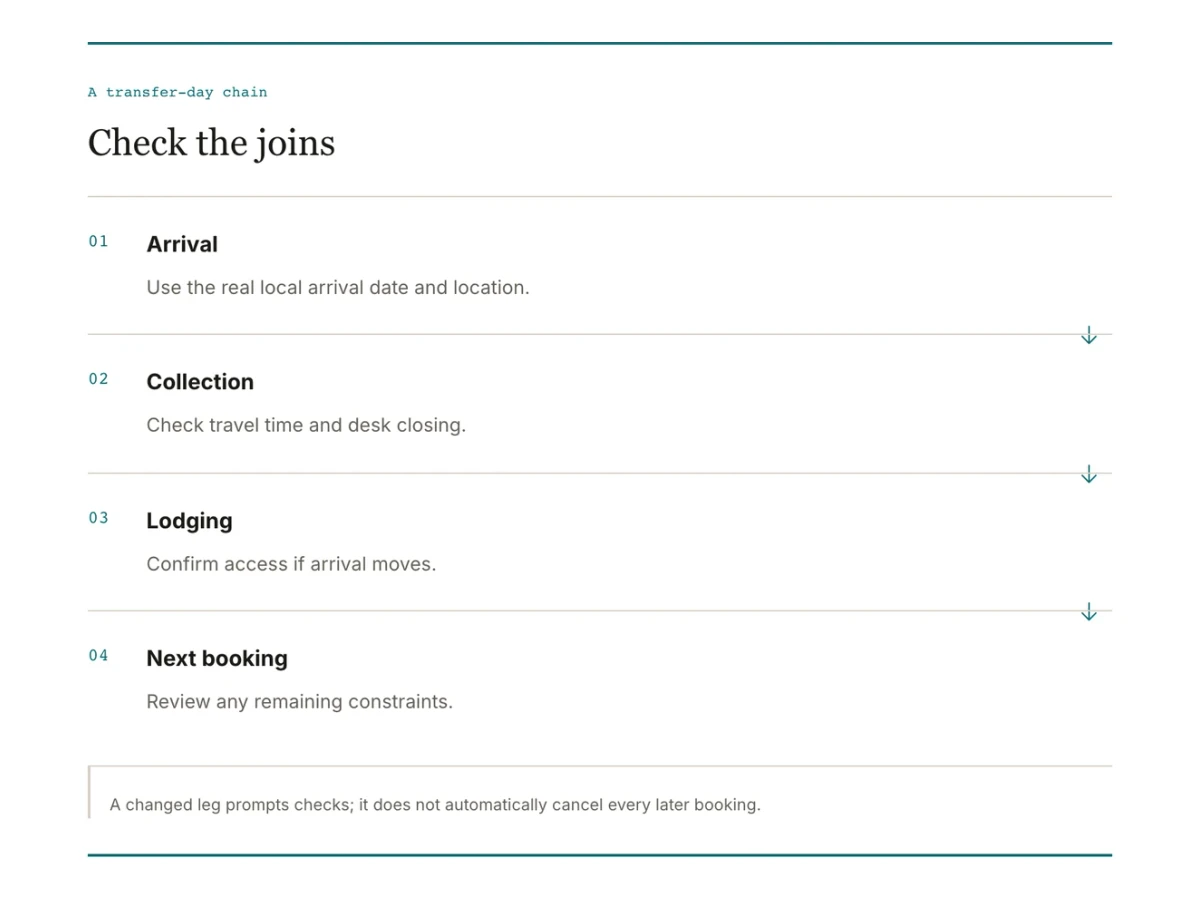 A transfer-day chain
Check the joins
01
Arrival
Use the real local arrival date and location.
02
Collection
Check travel time and desk closing.
03
Lodging
Confirm access if arrival moves.
04
Next booking
Review any remaining constraints.
A changed leg prompts checks; it does not automatically cancel every later booking.